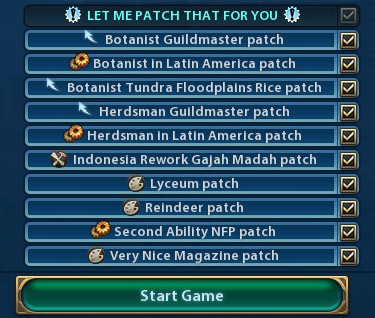 LET ME PATCH THAT FOR YOU
Botanist Guildmaster patch
Botanist in Latin America patch
Botanist Tundra Floodplains Rice patch
Herdsman Guildmaster patch
Herdsman in Latin America patch
Indonesia Rework Gajah Madah patch
Lyceum patch
Reindeer patch
Second Ability NFP patch
Very Nice Magazine patch
Start Game